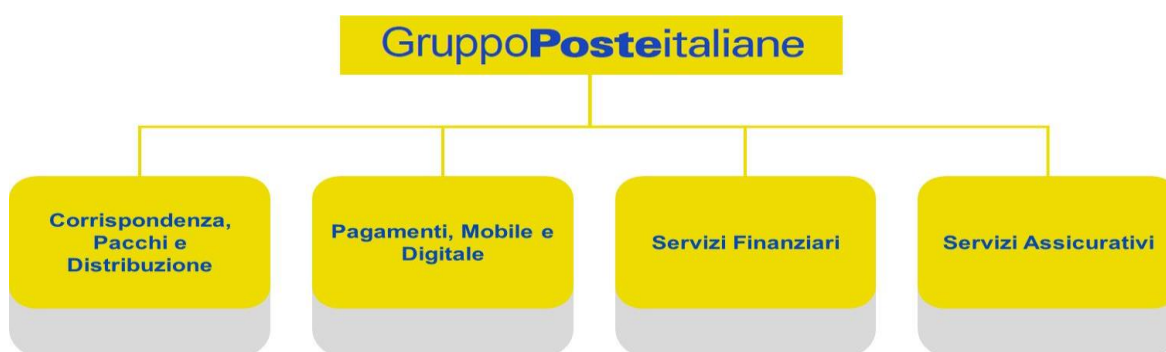 GruppoPosteitaliane
Corrispondenza,
Pacchi e
Distribuzione
Pagamenti, Mobile e
Digitale
Servizi Finanziari
Servizi Assicurativi